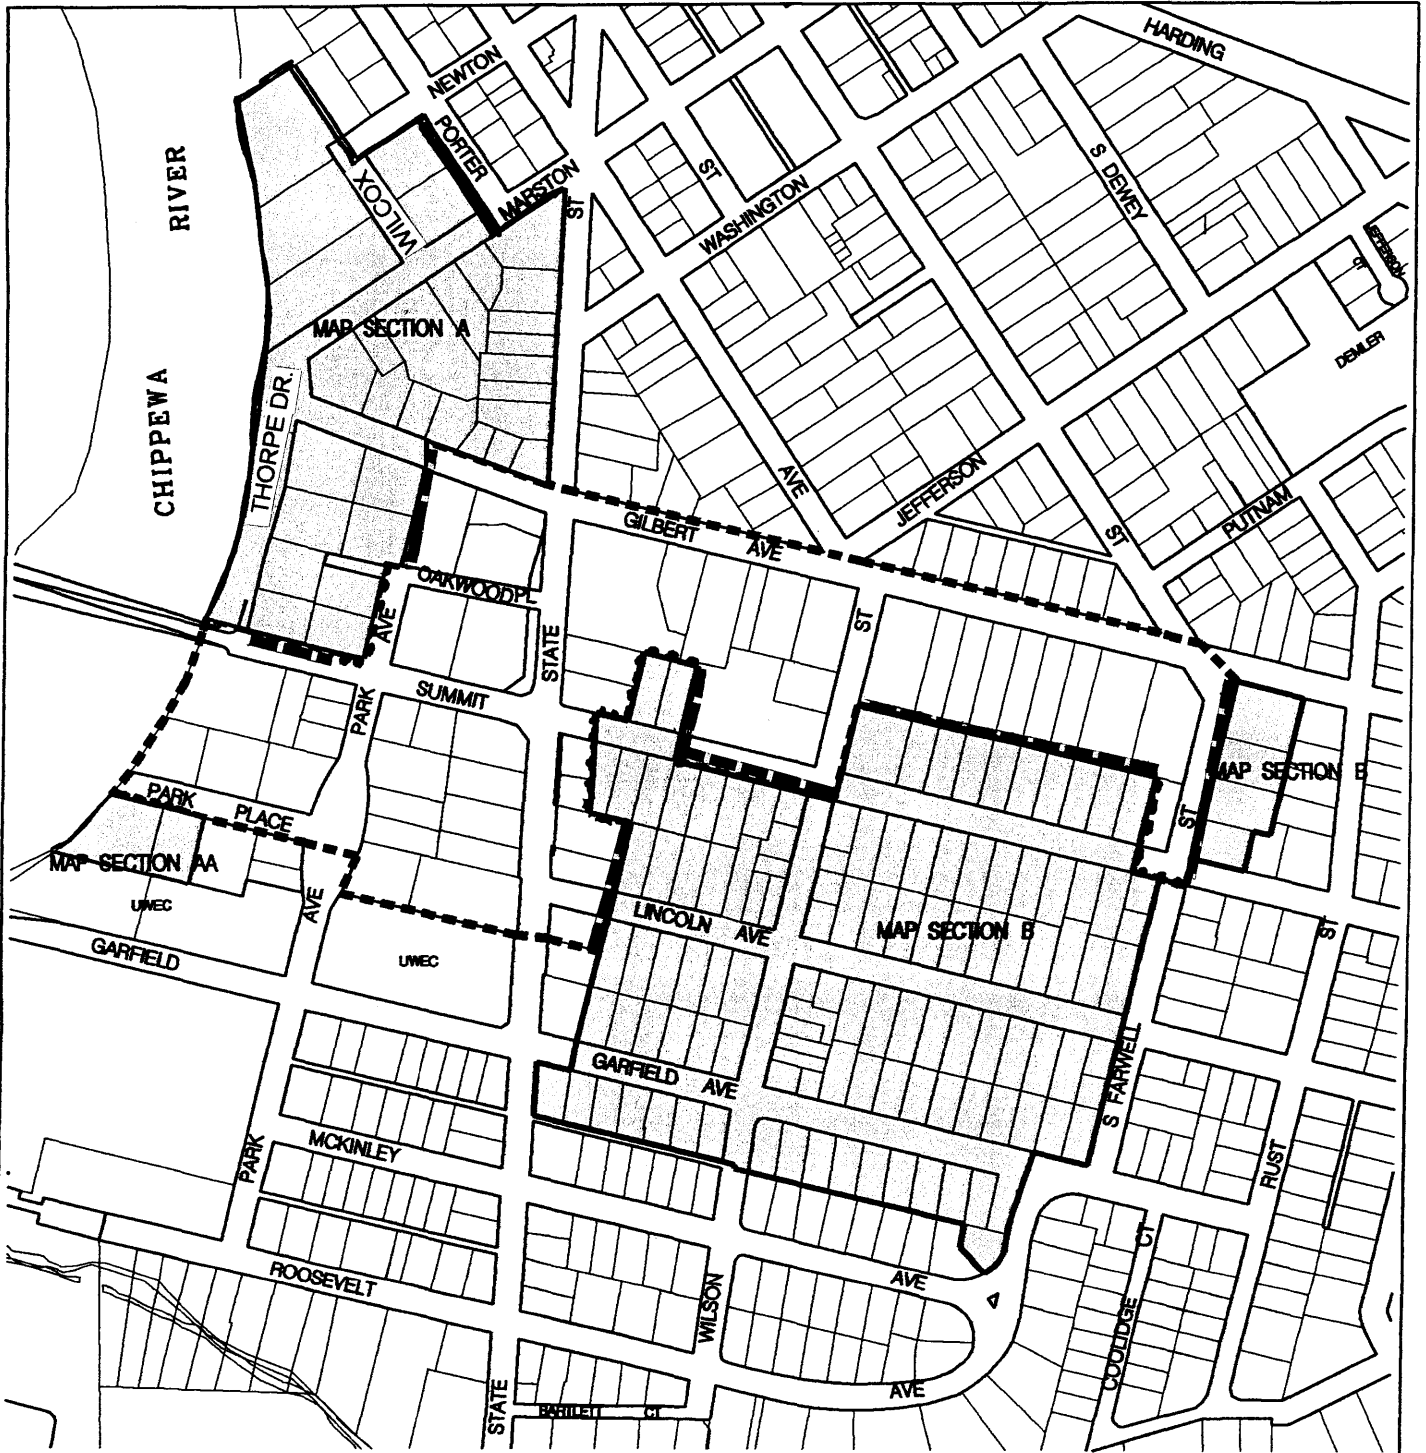 HARDING
NEWTON
PORTER
MARSTON
ST
ST
WASHINGTON
S DEWEY
JEFFERSON
CT
DEMLER
RIVER
WILCOX
MAP SECTION A
CHIPPEWA
THORPE DR.
AVE
JEFFERSON
ST
PUTNAM
GILBERT
AVE
OAKWOOD PL
AVE
STATE
ST
SUMMIT
PARK
MAP SECTION B
PARK
PLACE
ST
MAP SECTION AA
UWEC
AVE
LINCOLN
AVE
MAP SECTION B
ST
GARFIELD
UWEC
GARFIELD
AVE
S FARWELL
PARK
MCKINLEY
RUST
CT
ROOSEVELT
AVE
WILSON
COOLIDGE
AVE
STATE
BARTLETT
CT